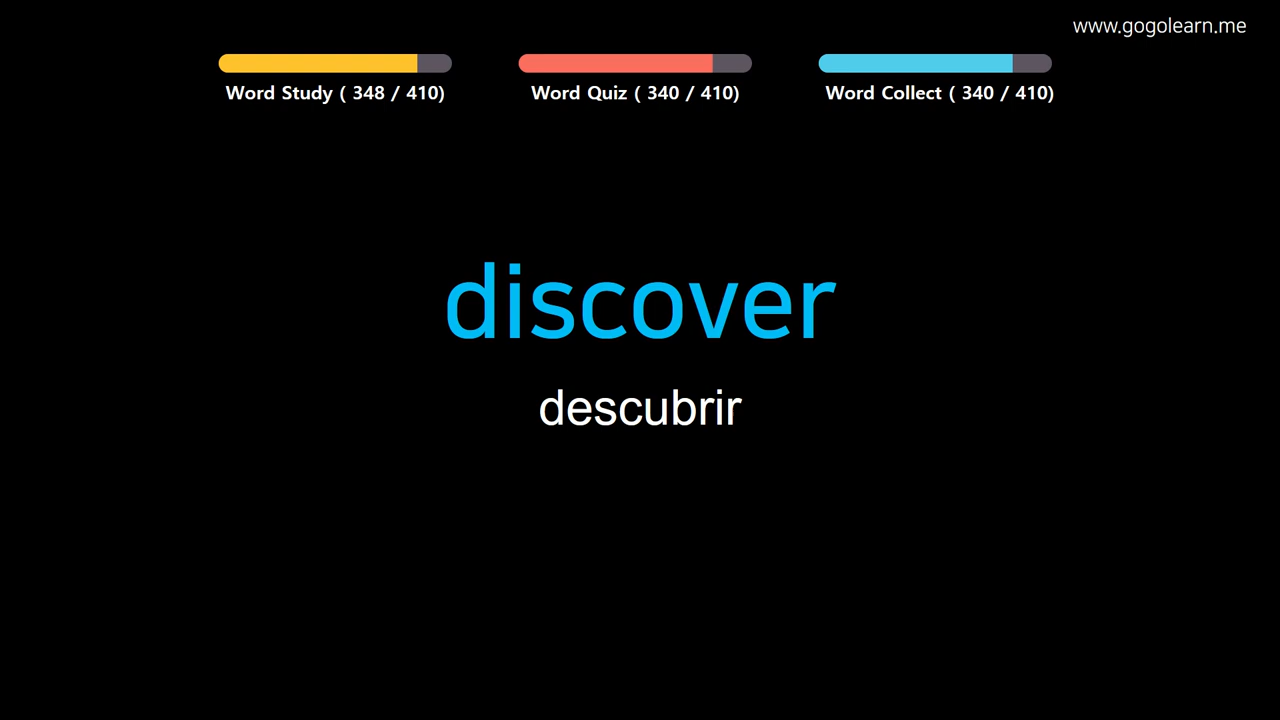 www.gogolearn.me
Word Study ( 348 / 410)
Word Quiz ( 340 / 410)
Word Collect ( 340 / 410)
discover
descubrir